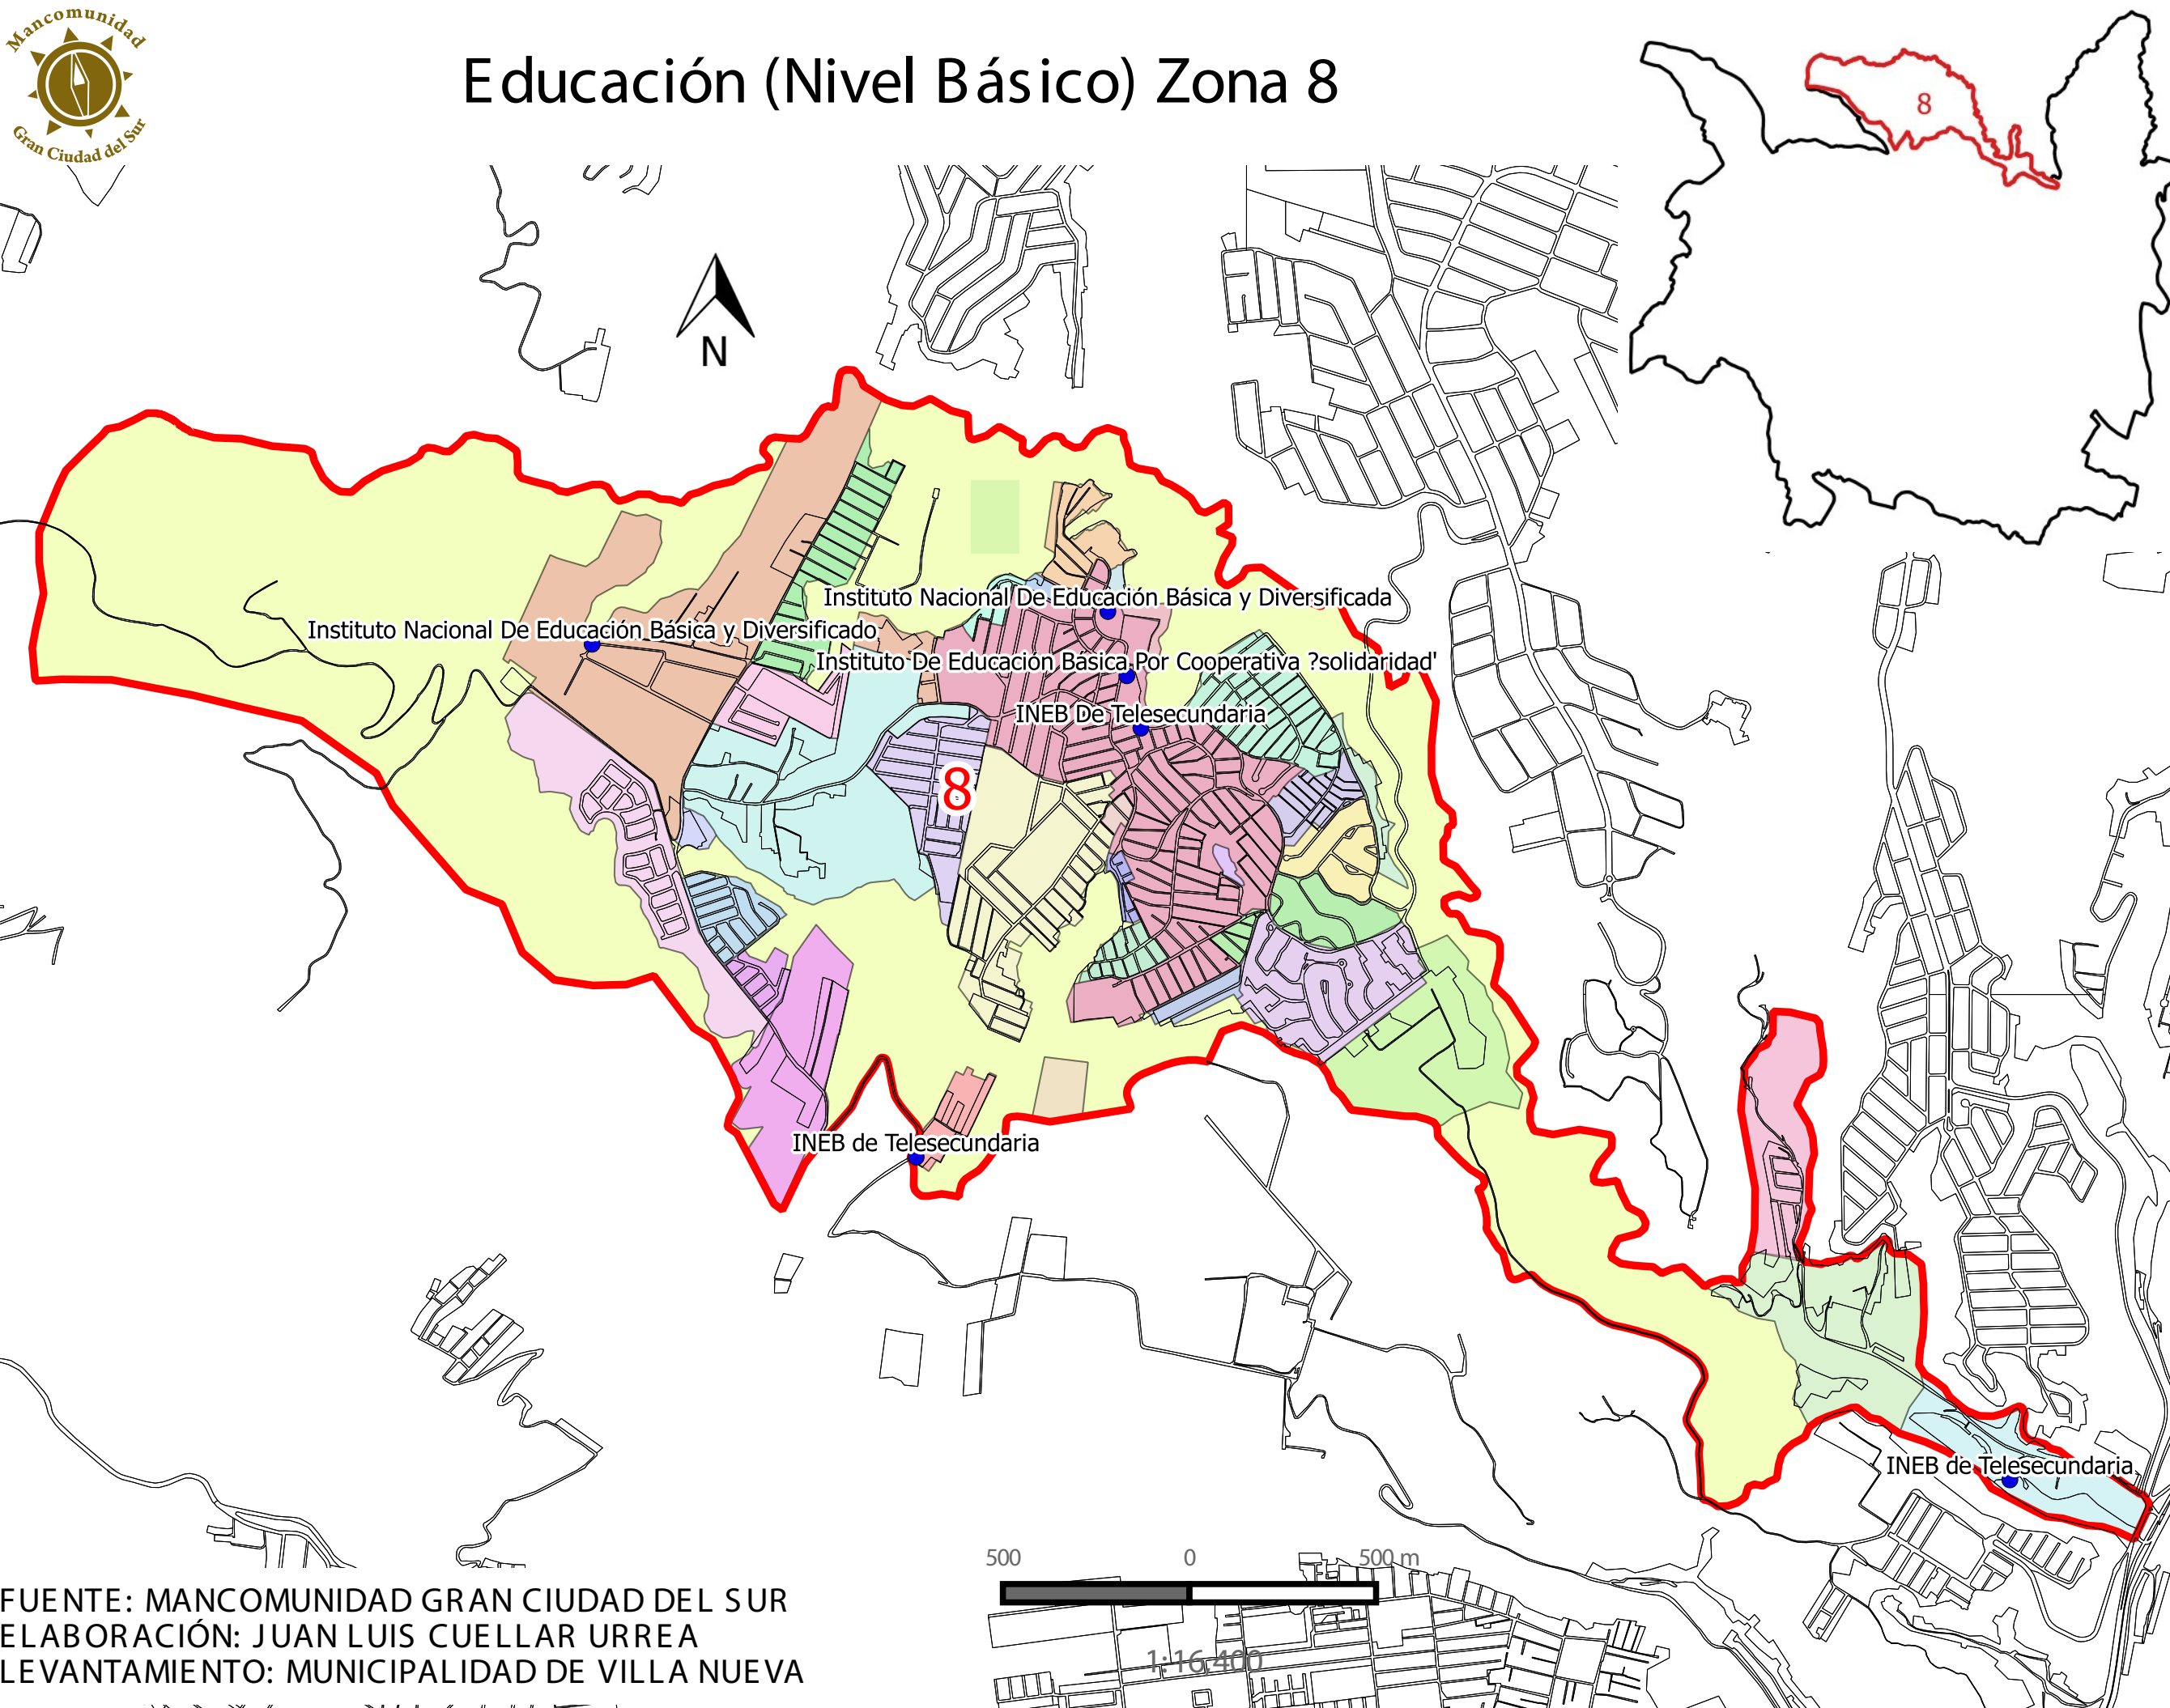 Mancomunidad
Gran Ciudad del Sur
Educación (Nivel Básico) Zona 8
8
N
Instituto Nacional De Educación Básica y Diversificada
Instituto Nacional De Educación Básica y Diversificado
Instituto De Educación Básica Por Cooperativa ?solidaridad'
INEB De Telesecundaria
8
INEB de Telesecundaria
INEB de Telesecundaria
500 0 500 m
1:16,400
FUENTE: MANCOMUNIDAD GRAN CIUDAD DEL SUR
ELABORACIÓN: JUAN LUIS CUELLAR URREA
LEVANTAMIENTO: MUNICIPALIDAD DE VILLA NUEVA